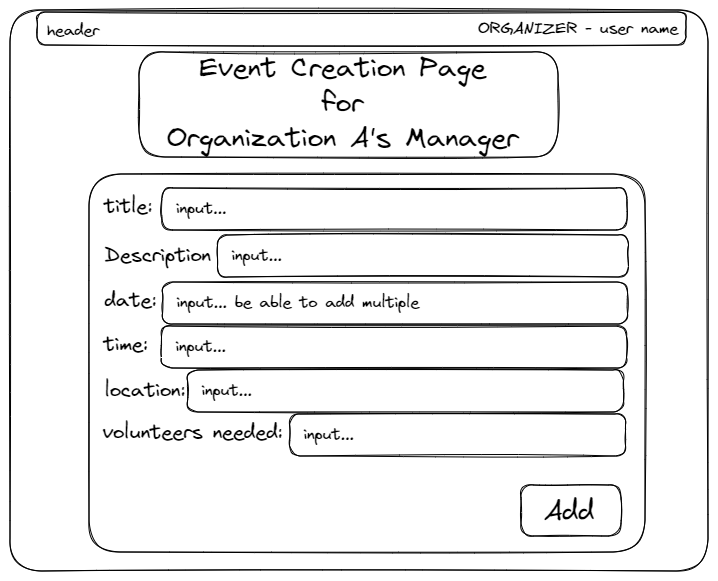 header
ORGANIZER - user name
Event Creation Page
for
Organization A's Manager
title: input...
Description input...
date: input... be able to add multiple
time: input...
location: input...
volunteers needed: input...
Add